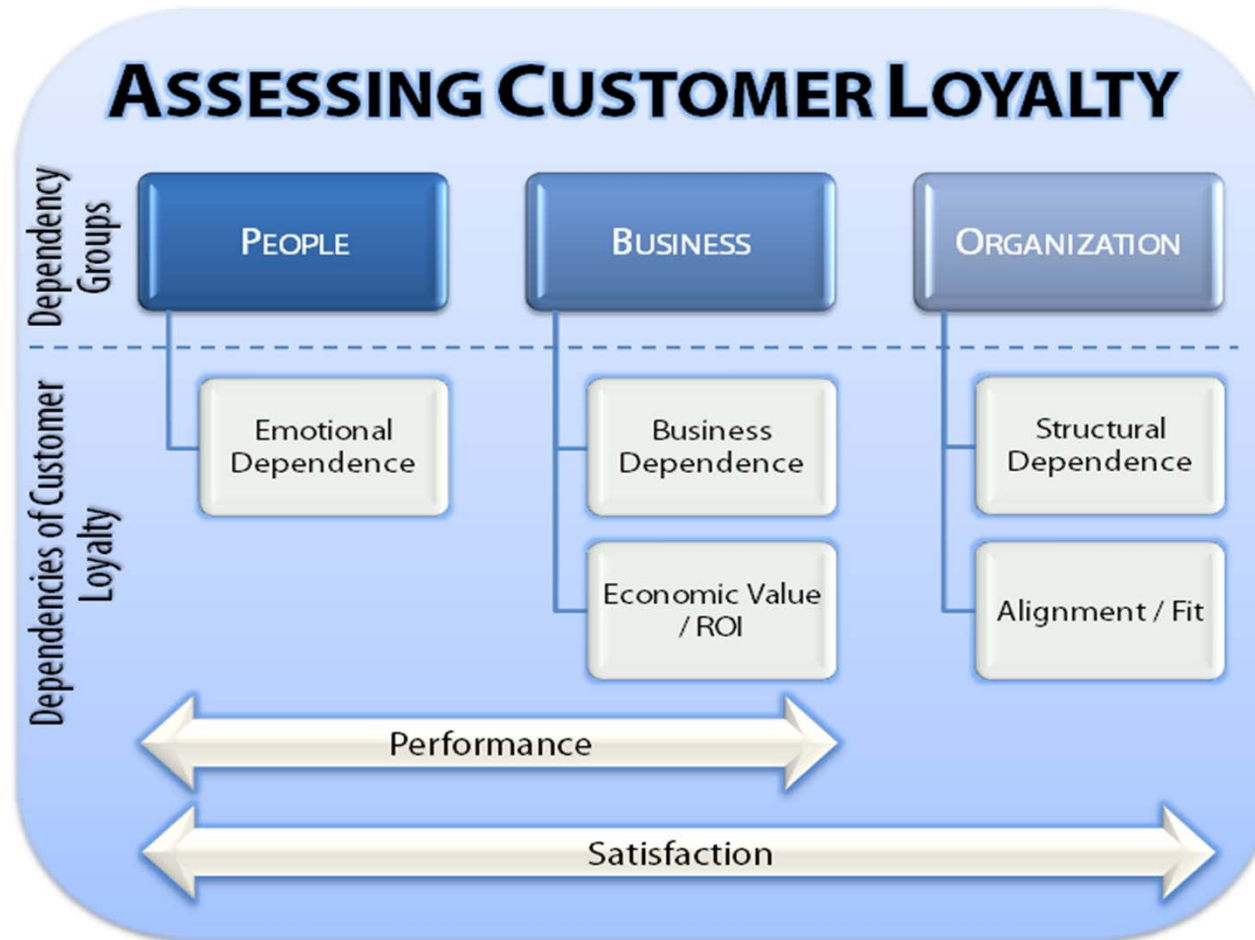 ASSESSING CUSTOMER LOYALTY
Dependency
Groups
PEOPLE
BUSINESS
ORGANIZATION
Dependencies of Customer
Loyalty
Emotional
Dependence
Business
Dependence
Structural
Dependence
Economic Value
/ ROI
Alignment / Fit
Performance
Satisfaction